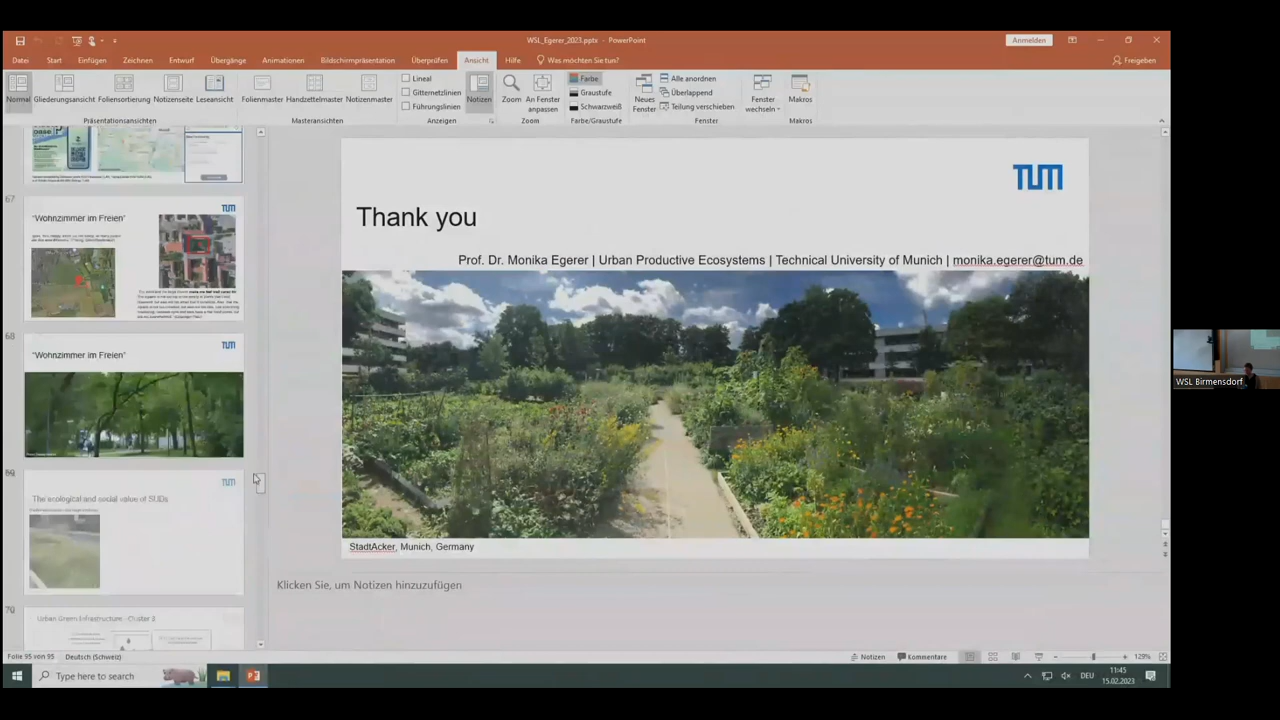 WSL_Egerer_2023.pptx - PowerPoint
Anmelden
Datei Start Einfügen Zeichnen Entwurf Übergänge Animationen Bildschirmpräsentation Überprüfen Ansicht Hilfe Was möchten Sie tun? Freigeben
Normal Gliederungsansicht Foliensortierung Notizenseite Leseansicht
Präsentationsansichten
Folienmaster Handzettelmaster Notizenmaster
Masteransichten
Lineal
Gitternetzlinien
Führungslinien
Notizen
Anzeigen
Zoom An Fenster anpassen
Zoom
Farbe
Graustufe
Schwarzweiß
Farbe/Graustufe
Neues Fenster
Alle anordnen
Überlappend
Teilung verschieben
Fenster wechseln
Fenster
Makros
Makros
67
TUM
"Wohnzimmer im Freien"
68
TUM
"Wohnzimmer im Freien"
69
TUM
The ecological and social value of SUDs
70
Urban Green Infrastructure - Cluster 2
TUM
Thank you
Prof. Dr. Monika Egerer | Urban Productive Ecosystems | Technical University of Munich | monika.egerer@tum.de
StadtAcker, Munich, Germany
Klicken Sie, um Notizen hinzuzufügen
WSL Birmensdorf
Folie 95 von 95 Deutsch (Schweiz) Notizen Kommentare 129%
Type here to search
DEU
11:45
15.02.2023